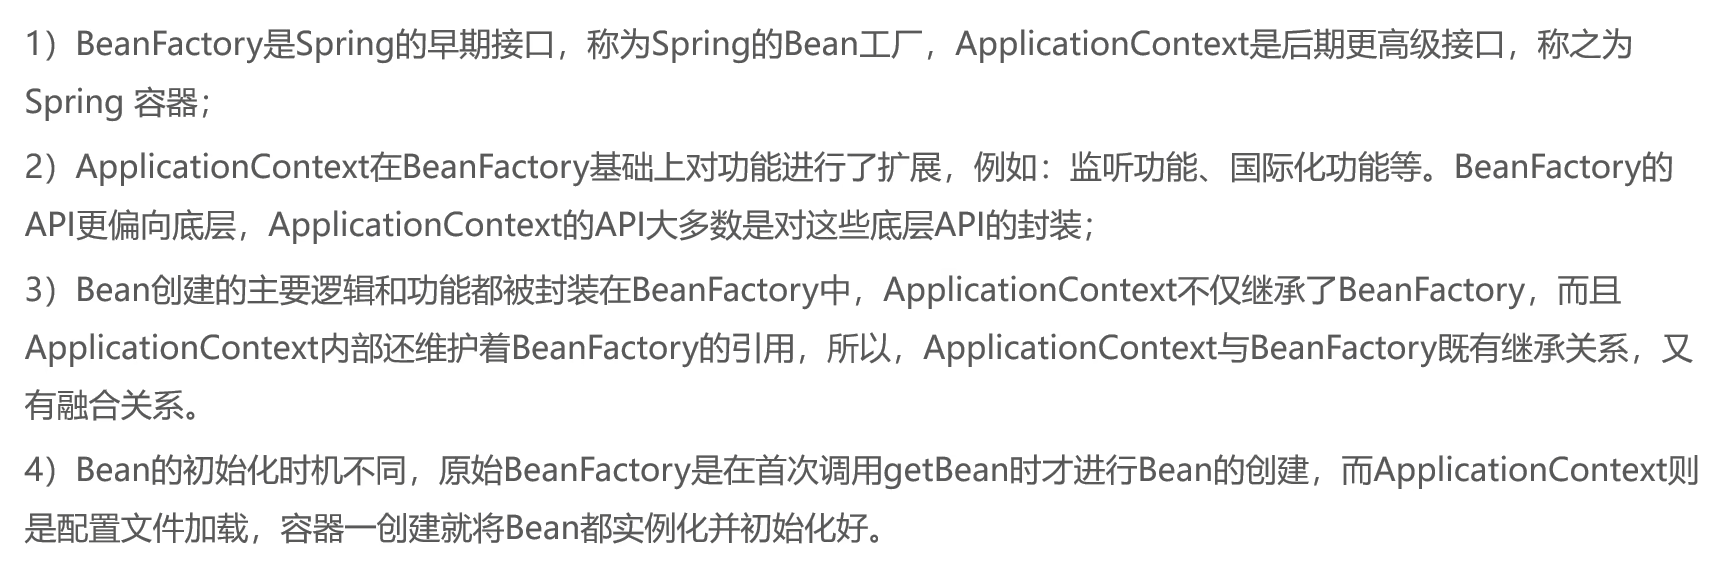 1）BeanFactory是Spring的早期接口，称为Spring的Bean工厂，ApplicationContext是后期更高级接口，称之为
Spring 容器；
2）ApplicationContext在BeanFactory基础上对功能进行了扩展，例如：监听功能、国际化功能等。BeanFactory的
API更偏向底层，ApplicationContext的API大多数是对这些底层API的封装；
3）Bean创建的主要逻辑和功能都被封装在BeanFactory中，ApplicationContext不仅继承了BeanFactory，而且
ApplicationContext内部还维护着BeanFactory的引用，所以，ApplicationContext与BeanFactory既有继承关系，又
有融合关系。
4）Bean的初始化时机不同，原始BeanFactory是在首次调用getBean时才进行Bean的创建，而ApplicationContext则
是配置文件加载，容器一创建就将Bean都实例化并初始化好。